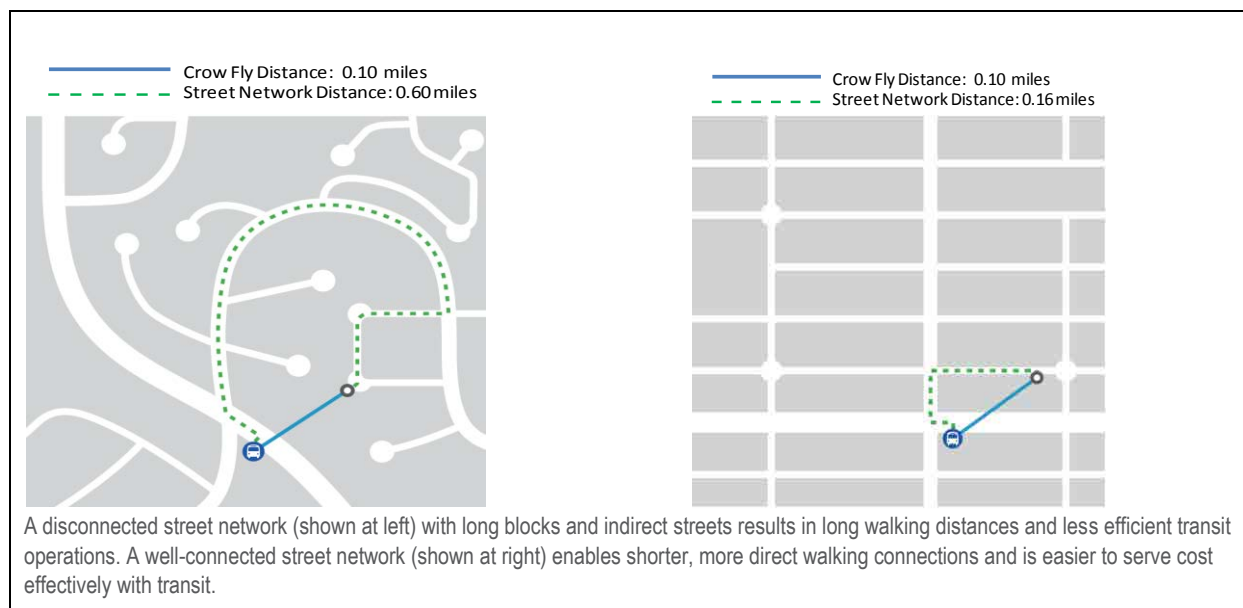 Crow Fly Distance: 0.10 miles
Street Network Distance: 0.60 miles
Crow Fly Distance: 0.10 miles
Street Network Distance: 0.16 miles
A disconnected street network (shown at left) with long blocks and indirect streets results in long walking distances and less efficient transit
operations. A well-connected street network (shown at right) enables shorter, more direct walking connections and is easier to serve cost
effectively with transit.